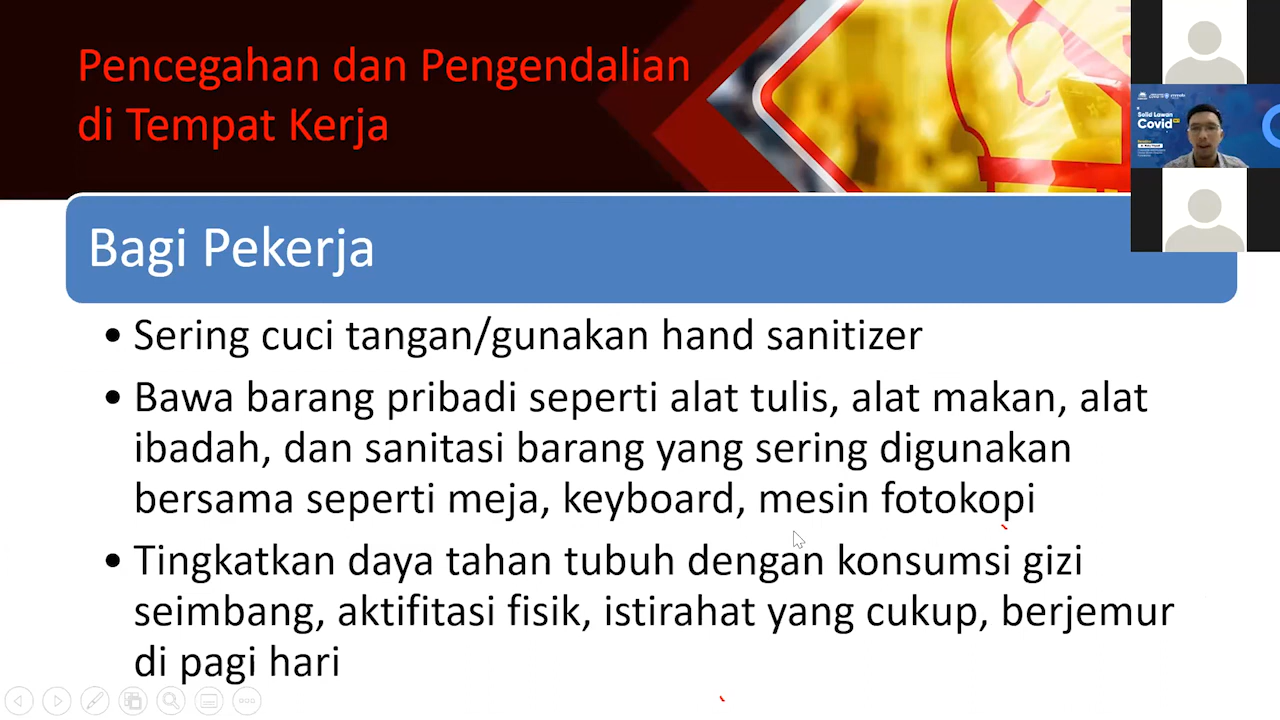 Pencegahan dan Pengendalian
di Tempat Kerja
Solid Lawan
Covid
Bagi Pekerja
• Sering cuci tangan/gunakan hand sanitizer
• Bawa barang pribadi seperti alat tulis, alat makan, alat
ibadah, dan sanitasi barang yang sering digunakan
bersama seperti meja, keyboard, mesin fotokopi
• Tingkatkan daya tahan tubuh dengan konsumsi gizi
seimbang, aktifitasi fisik, istirahat yang cukup, berjemur
di pagi hari